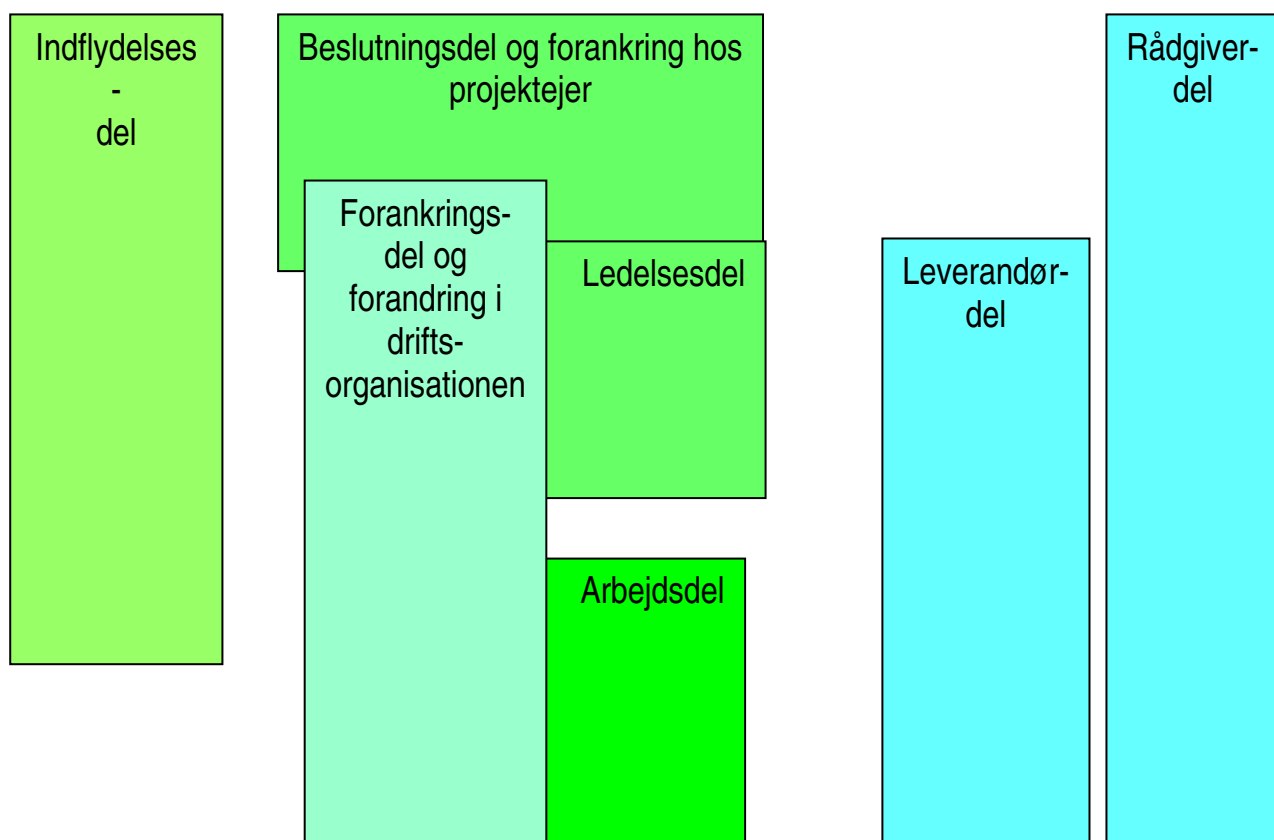 Indflydelses
-
del
Beslutningsdel og forankring hos
projektejer
Rådgiver-
del
Forankrings-
del og
forandring i
drifts-
organisationen
Ledelsesdel
Leverandør-
del
Arbejdsdel